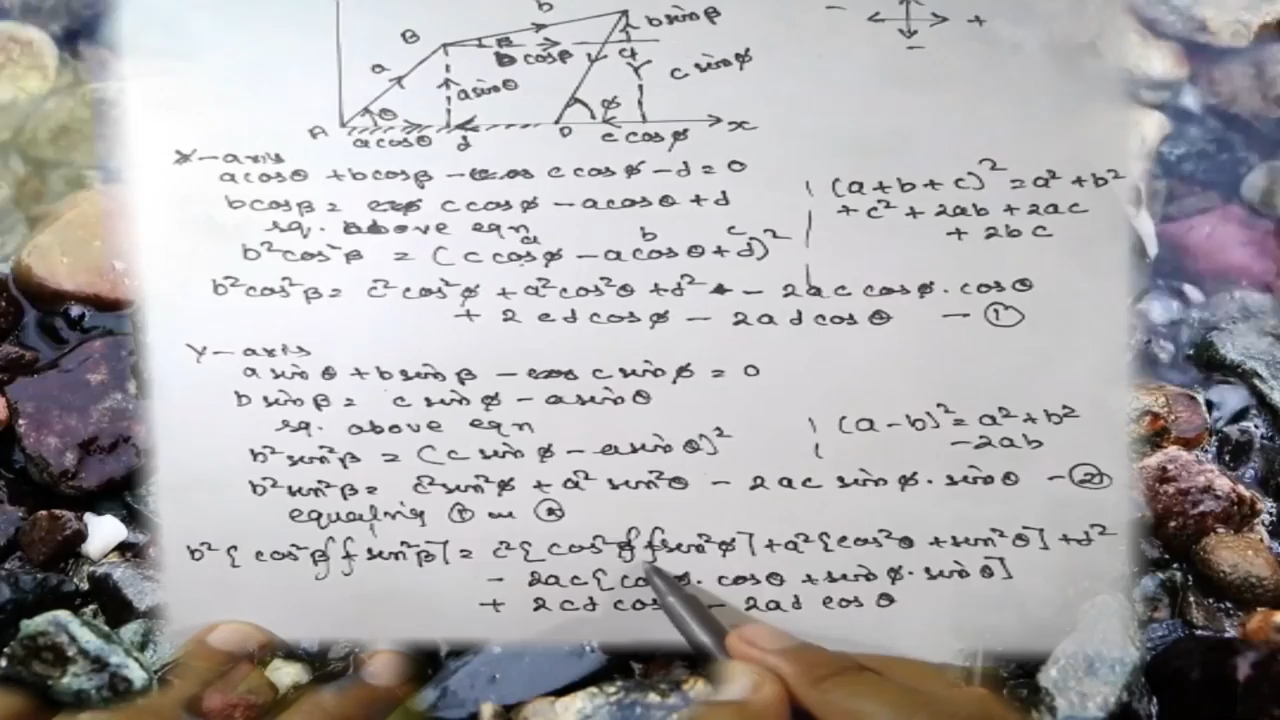 b
b sin β
B
β
b cos β
a
a sin θ
c sin φ
θ
φ
A
a cos θ
d
D
c cos φ
x
- +
-
X-axis
a cos θ + b cos β - c cos φ - d = 0
b cos β = c cos φ - a cos θ + d
sq. above eqn
a b c
b² cos² β = (c cos φ - a cos θ + d)²
(a+b+c)² = a² + b²
+ c² + 2ab + 2ac
+ 2bc
b² cos² β = c² cos² φ + a² cos² θ + d² - 2ac cos φ . cos θ
+ 2cd cos φ - 2ad cos θ - ①
Y-axis
a sin θ + b sin β - c sin φ = 0
b sin β = c sin φ - a sin θ
sq. above eqn
(a-b)² = a² + b²
-2ab
b² sin² β = (c sin φ - a sin θ)²
b² sin² β = c² sin² φ + a² sin² θ - 2ac sin φ . sin θ - ②
equating ① ②
b² {cos² β + sin² β} = c² {cos² φ + sin² φ} + a² {cos² θ + sin² θ} + d²
- 2ac {cos φ . cos θ + sin φ . sin θ}
+ 2cd cos - 2ad cos θ